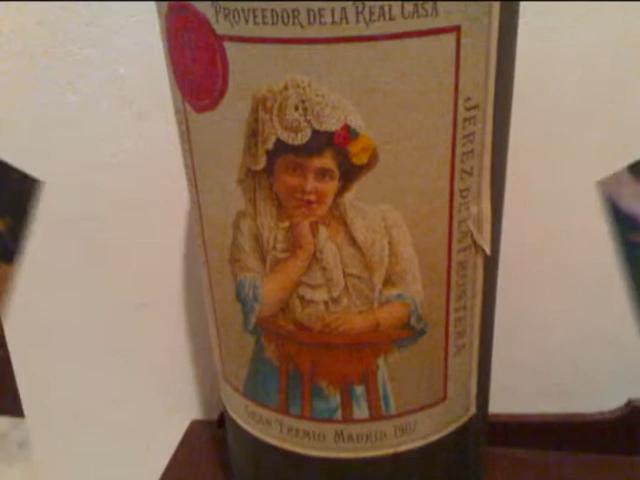 PROVEEDOR DE LA REAL CASA
JEREZ DE LA FRONTERA
GRAN PREMIO MADRID 1907